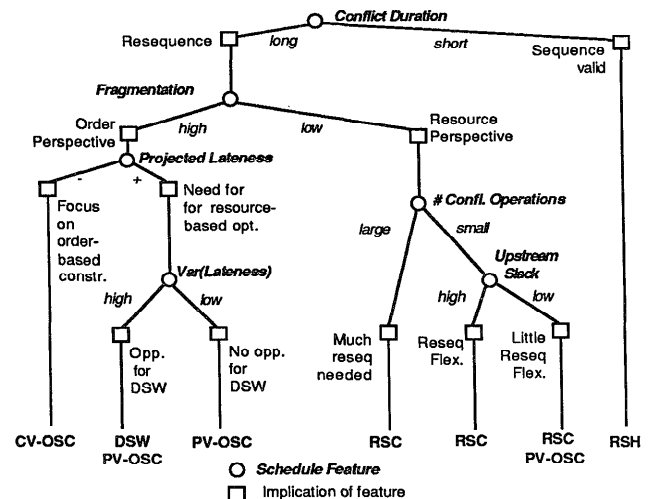 Conflict Duration
Resequence
long
short
Sequence
valid
Fragmentation
Order
Perspective
high
low
Resource
Perspective
Projected Lateness
-
+
Focus
on
order-
based
constr.
Need for
for resource-
based opt.
# Confl. Operations
large
small
Var(Lateness)
high
low
Upstream
Slack
high
low
Opp.
for
DSW
No opp.
for
DSW
Much
reseq
needed
Reseq
Flex.
Little
Reseq
Flex.
CV-OSC
DSW
PV-OSC
PV-OSC
RSC
RSC
RSC
PV-OSC
RSH
Schedule Feature
Implication of feature